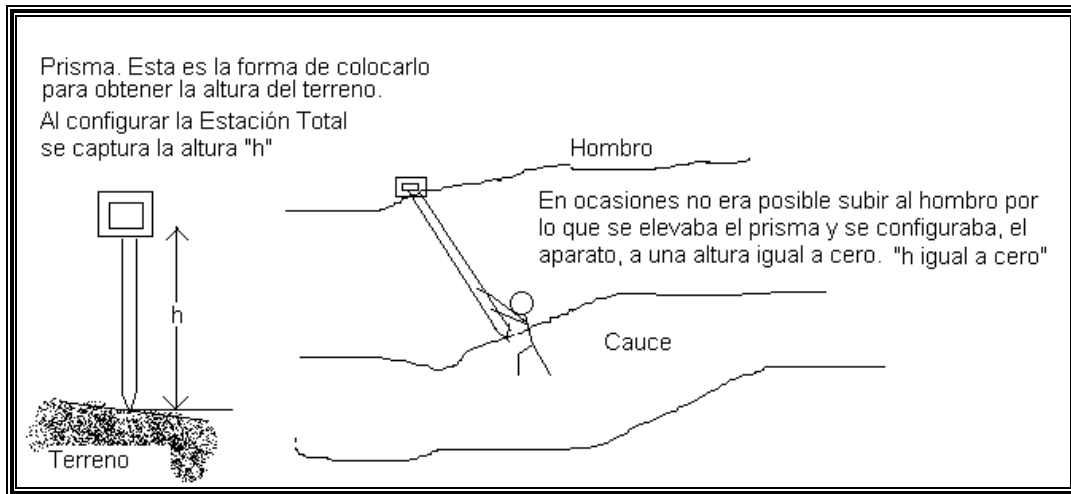 Prisma. Esta es la forma de colocarlo
para obtener la altura del terreno.
Al configurar la Estación Total
se captura la altura "h"
h
Terreno
Hombro
En ocasiones no era posible subir al hombro por
lo que se elevaba el prisma y se configuraba, el
aparato, a una altura igual a cero. "h igual a cero"
Cauce